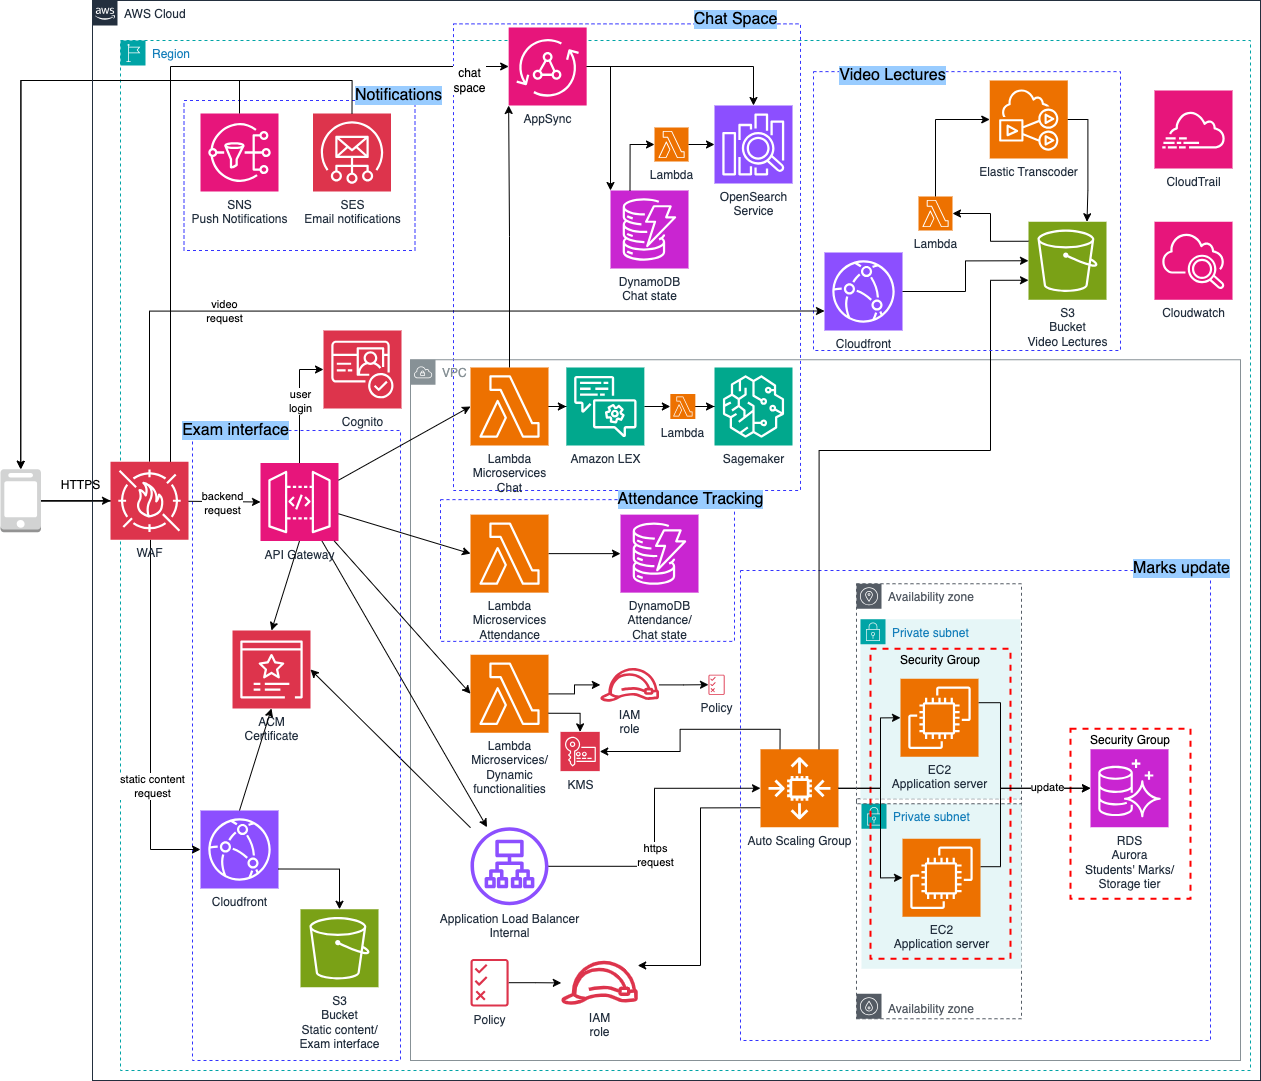 aws
AWS Cloud
Chat Space
Region
chat
space
AppSync
Notifications
SNS
Push Notifications
SES
Email notifications
Lambda
OpenSearch
Service
DynamoDB
Chat state
Video Lectures
Elastic Transcoder
Lambda
Cloudfront
S3
Bucket
Video Lectures
CloudTrail
Cloudwatch
video
request
user
login
Cognito
VPC
Exam interface
Lambda
Microservices
Chat
Amazon LEX
Lambda
Sagemaker
HTTPS
WAF
backend
request
API Gateway
Attendance Tracking
Lambda
Microservices
Attendance
DynamoDB
Attendance/
Chat state
Marks update
Availability zone
Private subnet
Security Group
EC2
Application server
Private subnet
EC2
Application server
Availability zone
update
Security Group
RDS
Aurora
Students' Marks/
Storage tier
ACM
Certificate
Lambda
Microservices/
Dynamic
functionalities
IAM
role
Policy
KMS
Auto Scaling Group
https
request
static content
request
Cloudfront
Application Load Balancer
Internal
S3
Bucket
Static content/
Exam interface
Policy
IAM
role